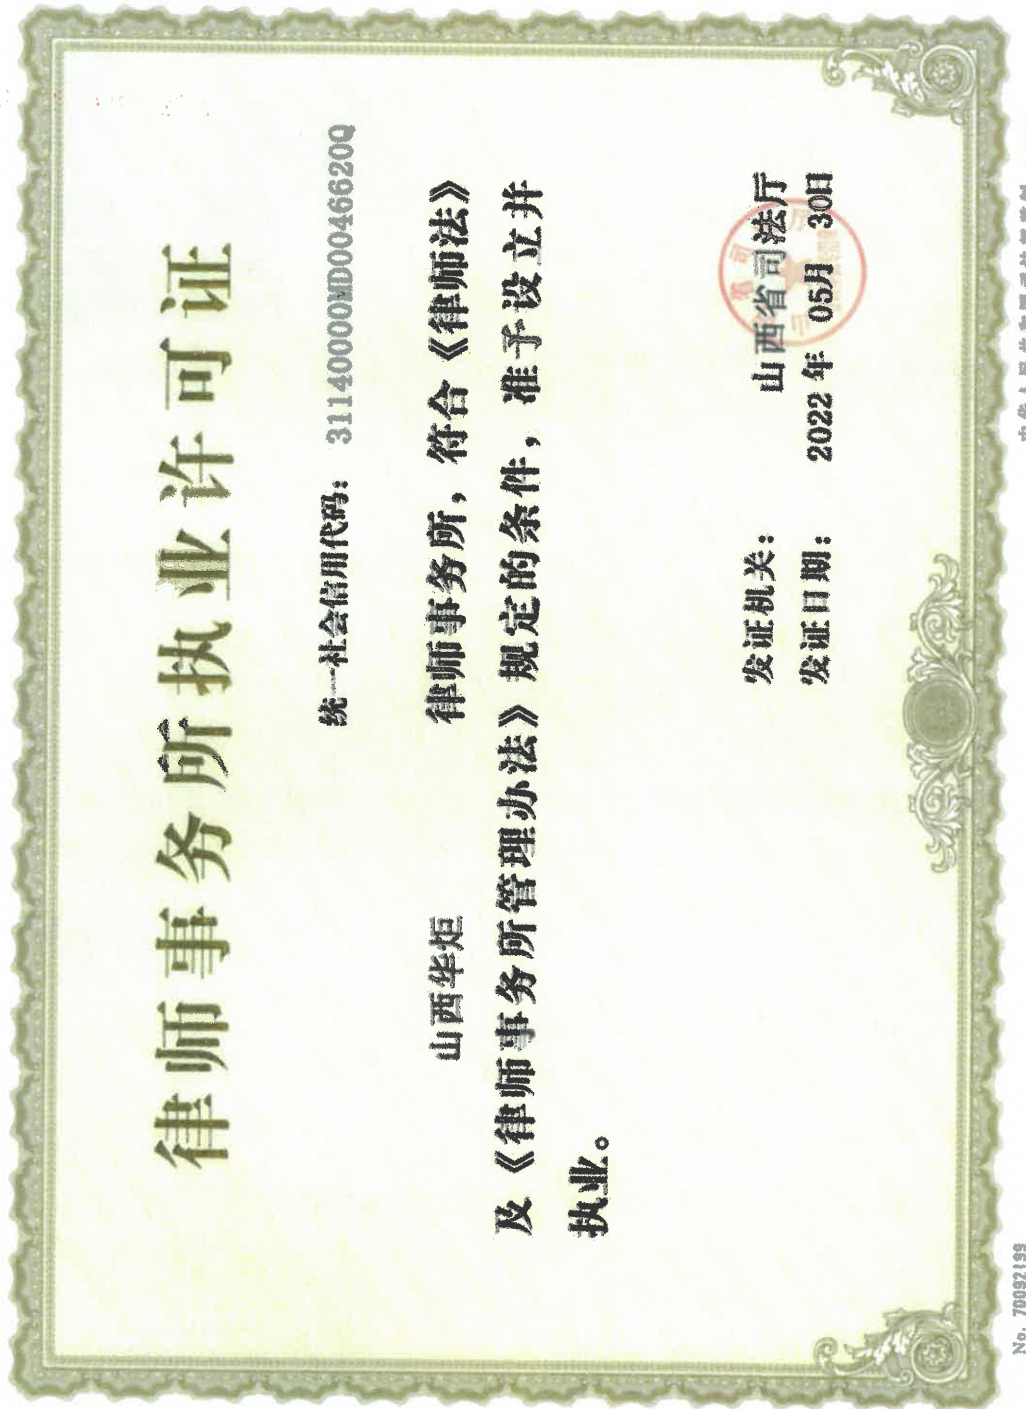 律师事务所执业许可证
统一社会信用代码： 31140000MD0046620Q
山西华炬 律师事务所，符合《律师法》
及《律师事务所管理办法》规定的条件，准予设立并
执业。
发证机关： 山西省司法厅
发证日期： 2022 年 05月 30日
No. 70092199